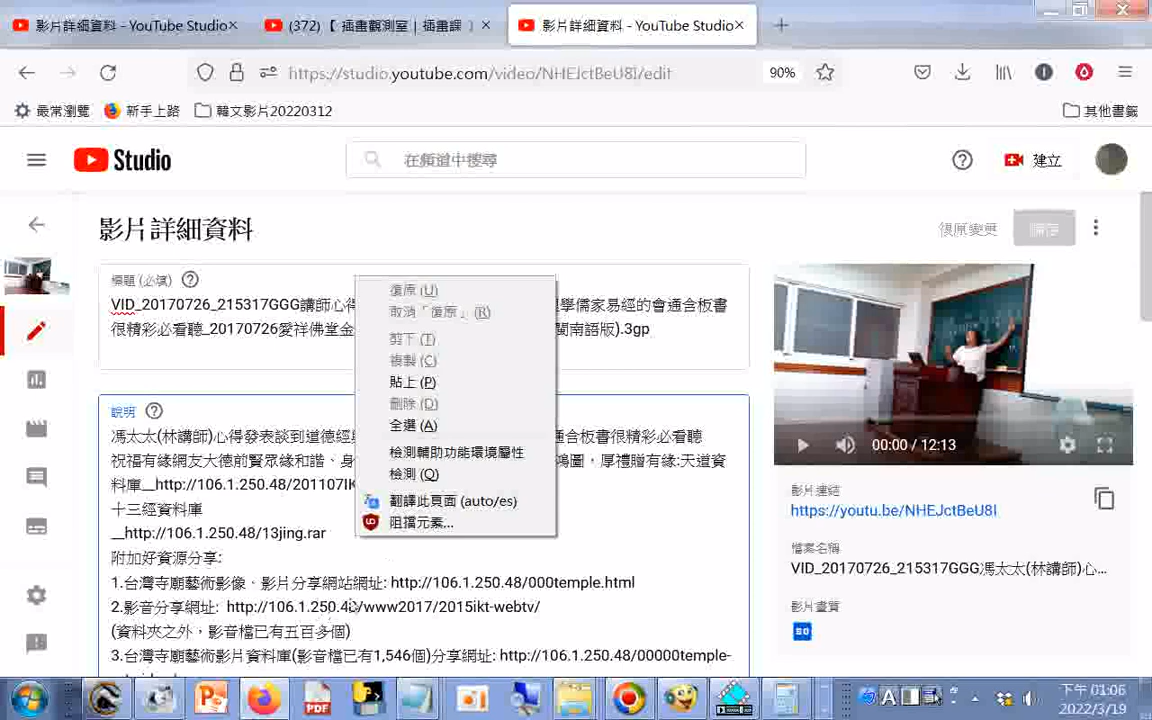 影片詳細資料 - YouTube Studio
(372)【 插畫觀測室｜插畫課 】
影片詳細資料 - YouTube Studio
https://studio.youtube.com/video/NHEJctBeU8I/edit
90%
最常瀏覽
新手上路
韓文影片20220312
其他書籤
Studio
在頻道中搜尋
建立
影片詳細資料
復原變更
儲存
標題 (必填)
VID_20170726_215317GGG講師心得
學儒家易經的會通含板書
很精彩必看聽_20170726愛祥佛堂金
閩南語版).3gp
復原 (U)
取消「復原」(R)
剪下 (T)
複製 (C)
貼上 (P)
刪除 (D)
全選 (A)
檢測輔助功能環境屬性
檢測 (Q)
翻譯此頁面 (auto/es)
阻擋元素...
說明
馮太太(林講師)心得發表談到道德經
含板書很精彩必看聽
祝福有緣網友大德前賢眾緣和諧、身
鴻圖，厚禮贈有緣:天道資
料庫__http://106.1.250.48/201107IK
十三經資料庫
__http://106.1.250.48/13jing.rar
附加好資源分享:
1.台灣寺廟藝術影像、影片分享網站網址: http://106.1.250.48/000temple.html
2.影音分享網址: http://106.1.250.48/www2017/2015ikt-webtv/
(資料夾之外，影音檔已有五百多個)
3.台灣寺廟藝術影片資料庫(影音檔已有1,546個)分享網址: http://106.1.250.48/00000temple-
00:00 / 12:13
影片連結
https://youtu.be/NHEJctBeU8I
檔案名稱
VID_20170726_215317GGG馮太太(林講師)心...
影片畫質
SD
PDF
A
下午 01:06
2022/3/19